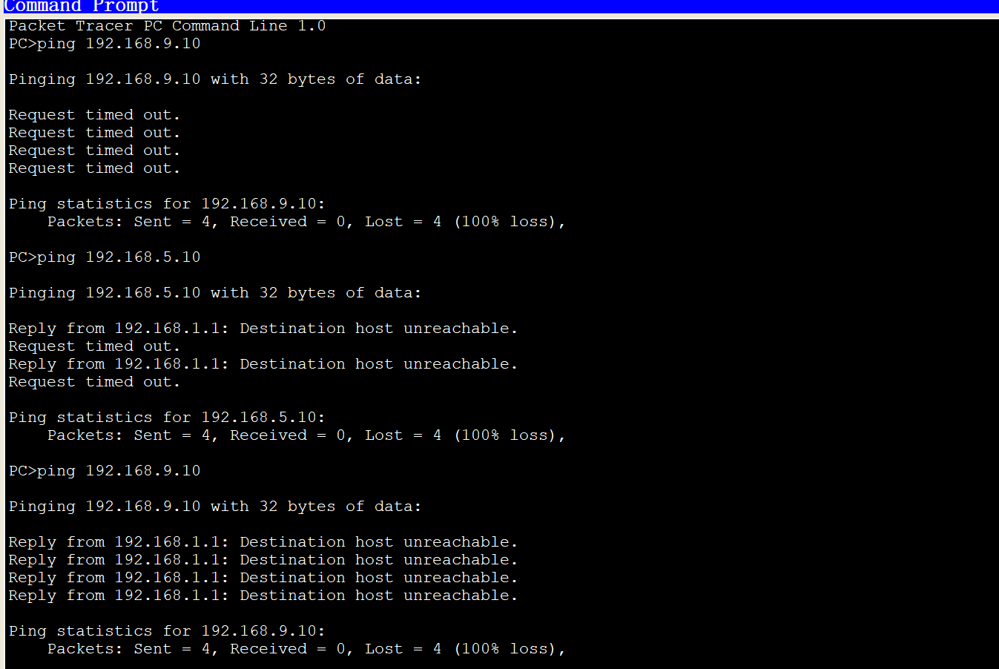 Command Prompt
Packet Tracer PC Command Line 1.0
PC>ping 192.168.9.10
Pinging 192.168.9.10 with 32 bytes of data:
Request timed out.
Request timed out.
Request timed out.
Request timed out.
Ping statistics for 192.168.9.10:
    Packets: Sent = 4, Received = 0, Lost = 4 (100% loss),
PC>ping 192.168.5.10
Pinging 192.168.5.10 with 32 bytes of data:
Reply from 192.168.1.1: Destination host unreachable.
Request timed out.
Reply from 192.168.1.1: Destination host unreachable.
Request timed out.
Ping statistics for 192.168.5.10:
    Packets: Sent = 4, Received = 0, Lost = 4 (100% loss),
PC>ping 192.168.9.10
Pinging 192.168.9.10 with 32 bytes of data:
Reply from 192.168.1.1: Destination host unreachable.
Reply from 192.168.1.1: Destination host unreachable.
Reply from 192.168.1.1: Destination host unreachable.
Reply from 192.168.1.1: Destination host unreachable.
Ping statistics for 192.168.9.10:
    Packets: Sent = 4, Received = 0, Lost = 4 (100% loss),